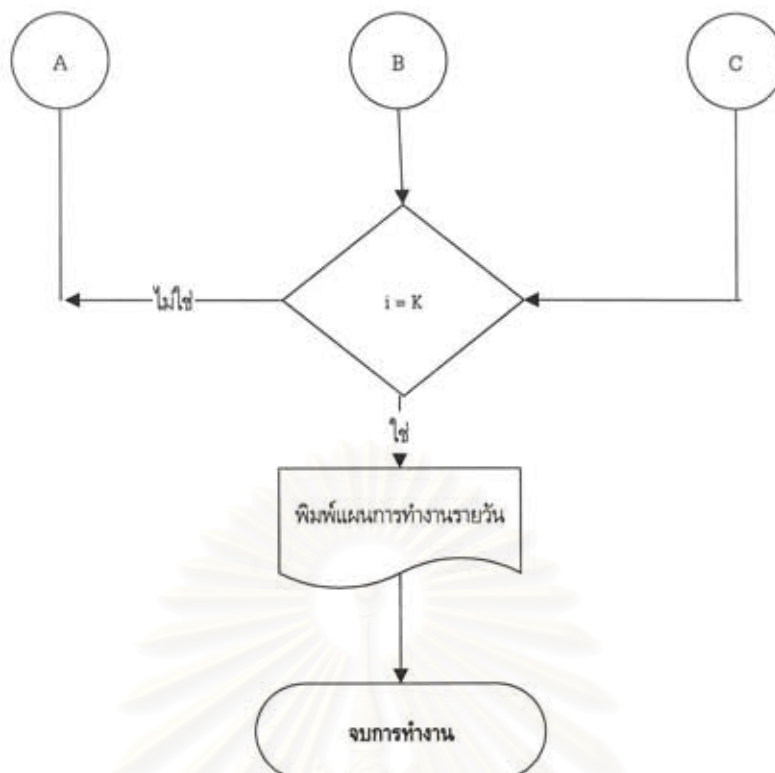 A
B
C
i = K
ไม่ใช่
ใช่
พิมพ์แผนการทำงานรายวัน
จบการทำงาน